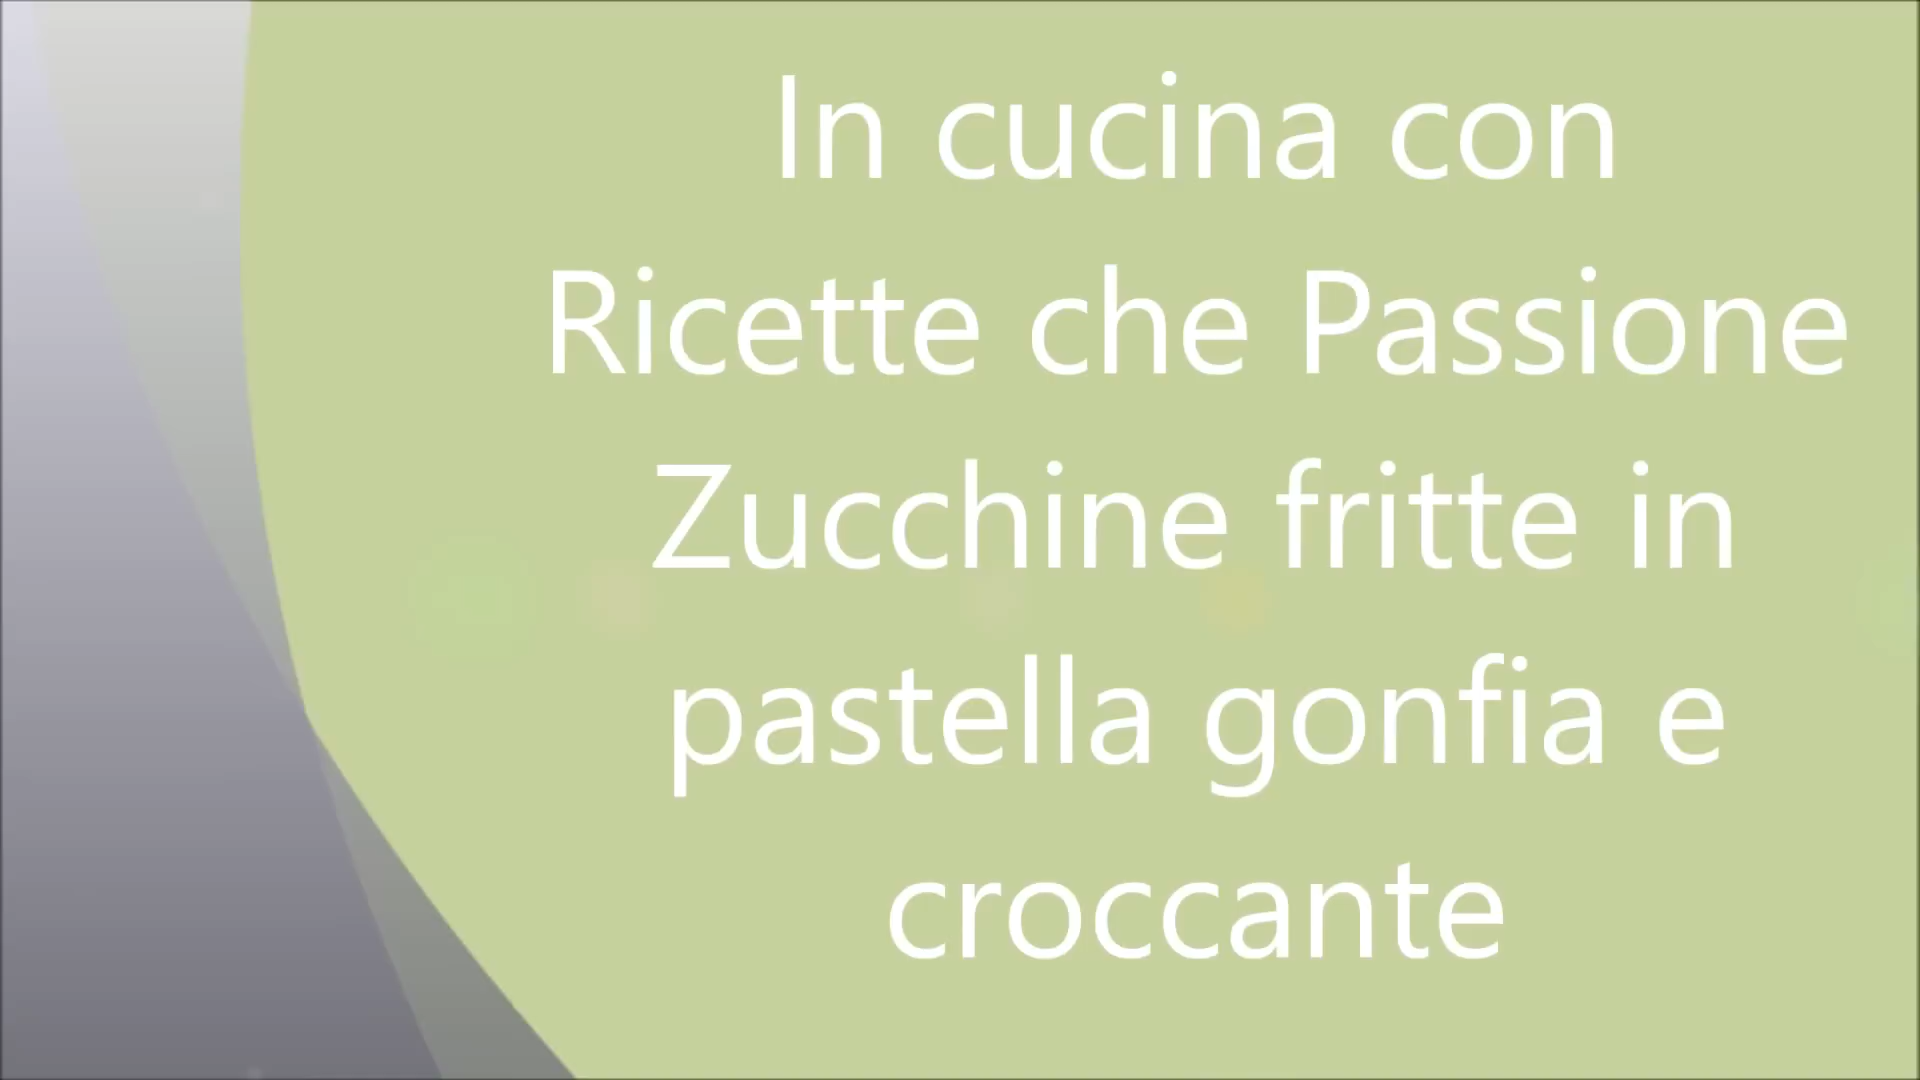 In cucina con
Ricette che Passione
Zucchine fritte in
pastella gonfia e
croccante